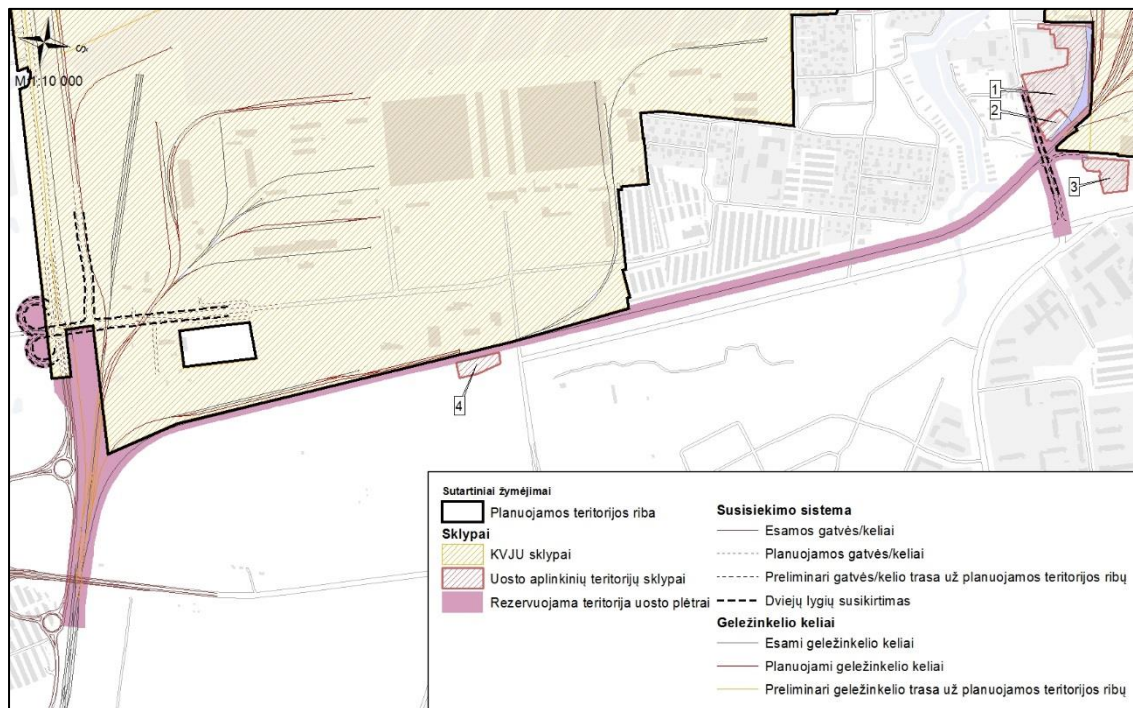 S
M 1:10 000
1
2
3
4
Sutartiniai žymėjimai
Planuojamos teritorijos riba
Sklypai
KVJU sklypai
Uosto aplinkinių teritorijų sklypai
Rezervuojama teritorija uosto plėtrai
Susisiekimo sistema
Esamos gatvės/keliai
Planuojamos gatvės/keliai
Preliminari gatvės/kelio trasa už planuojamos teritorijos ribų
Dviejų lygių susikirtimas
Geležinkelio keliai
Esami geležinkelio keliai
Planuojami geležinkelio keliai
Preliminari geležinkelio trasa už planuojamos teritorijos ribų